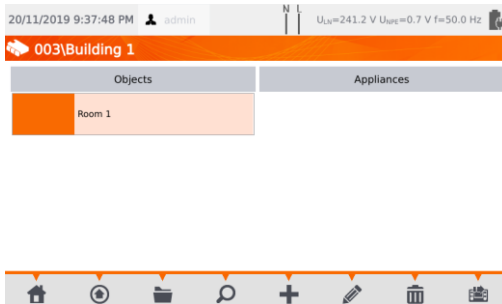 20/11/2019 9:37:48 PM admin N L ULN=241.2 V UNPE=0.7 V f=50.0 Hz
003\Building 1
Objects Appliances
Room 1